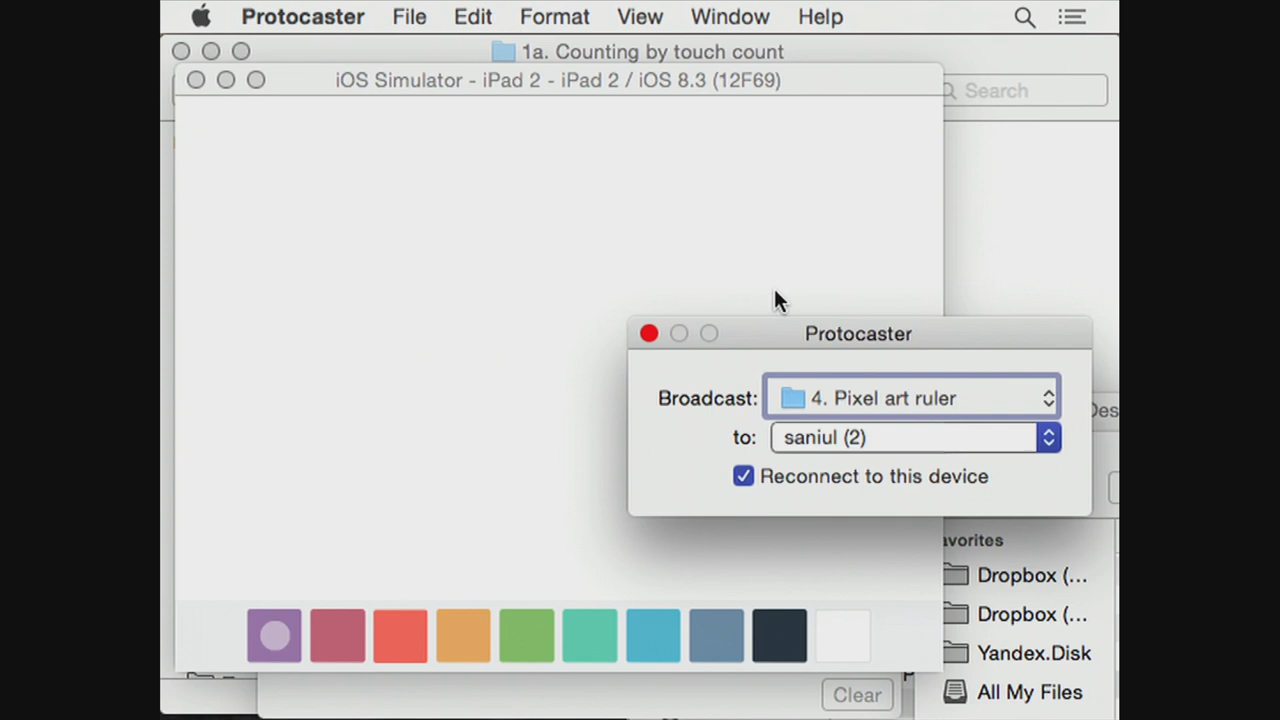 Protocaster File Edit Format View Window Help
1a. Counting by touch count
iOS Simulator - iPad 2 - iPad 2 / iOS 8.3 (12F69)
Search
Protocaster
Broadcast: 4. Pixel art ruler
to: saniul (2)
Reconnect to this device
Des
avorites
Dropbox (...
Dropbox (...
Yandex.Disk
All My Files
Clear